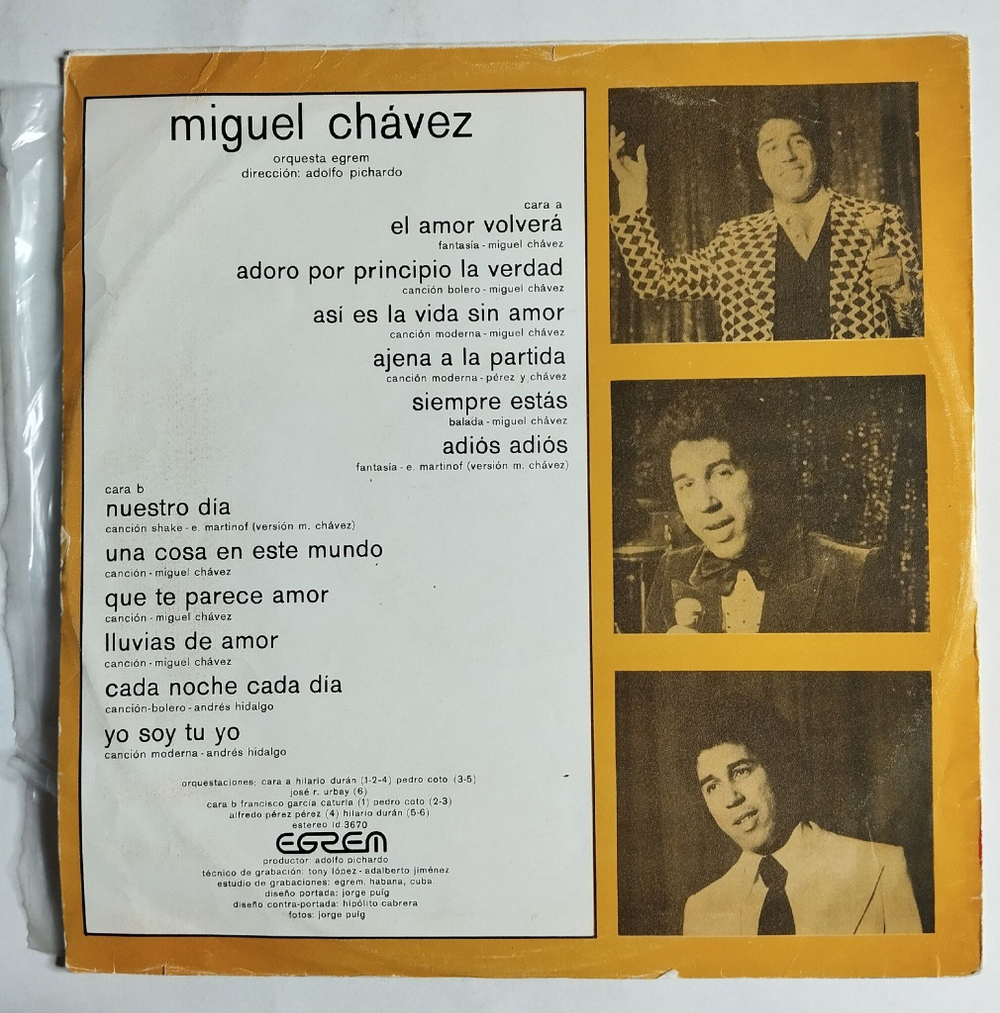 miguel chávez
orquesta egrem
dirección: adolfo pichardo
cara a
el amor volverá
fantasía - miguel chávez
adoro por principio la verdad
canción bolero - miguel chávez
así es la vida sin amor
canción moderna - miguel chávez
ajena a la partida
canción moderna - pérez y chávez
siempre estás
balada - miguel chávez
adiós adiós
fantasía - e. martinof (versión m. chávez)
cara b
nuestro día
canción shake - e. martinof (versión m. chávez)
una cosa en este mundo
canción - miguel chávez
que te parece amor
canción - miguel chávez
lluvias de amor
canción - miguel chávez
cada noche cada día
canción-bolero - andrés hidalgo
yo soy tu yo
canción moderna - andrés hidalgo
orquestaciones: cara a hilario durán (1-2-4) pedro coto (3-5)
josé r. urbay (6)
cara b francisco garcía caturla (1) pedro coto (2-3)
alfredo pérez pérez (4) hilario durán (5-6)
estereo ld.3670
EGREM
productor: adolfo pichardo
técnico de grabación: tony lópez - adalberto jiménez
estudio de grabaciones: egrem, habana, cuba.
diseño portada: jorge puig
diseño contra-portada: hipólito cabrera
fotos: jorge puig